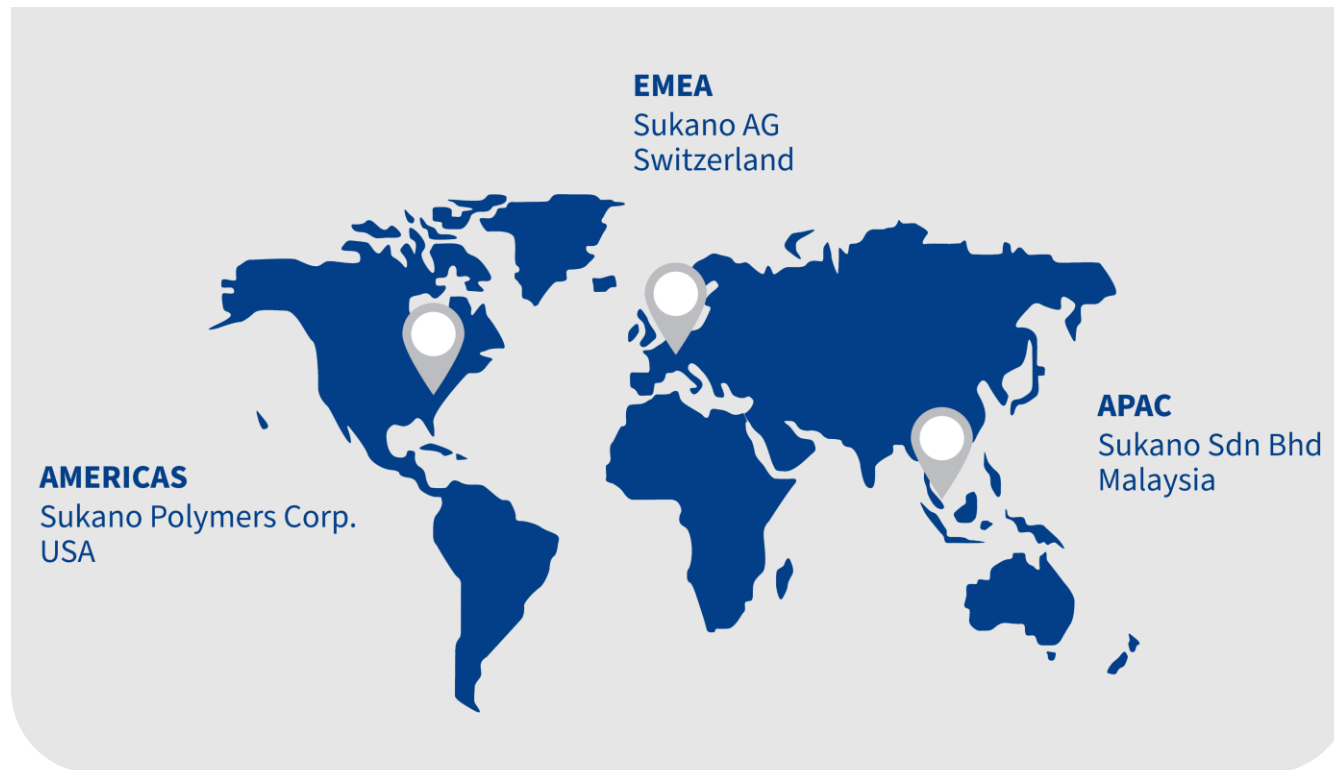 EMEA
Sukano AG
Switzerland
APAC
Sukano Sdn Bhd
Malaysia
AMERICAS
Sukano Polymers Corp.
USA